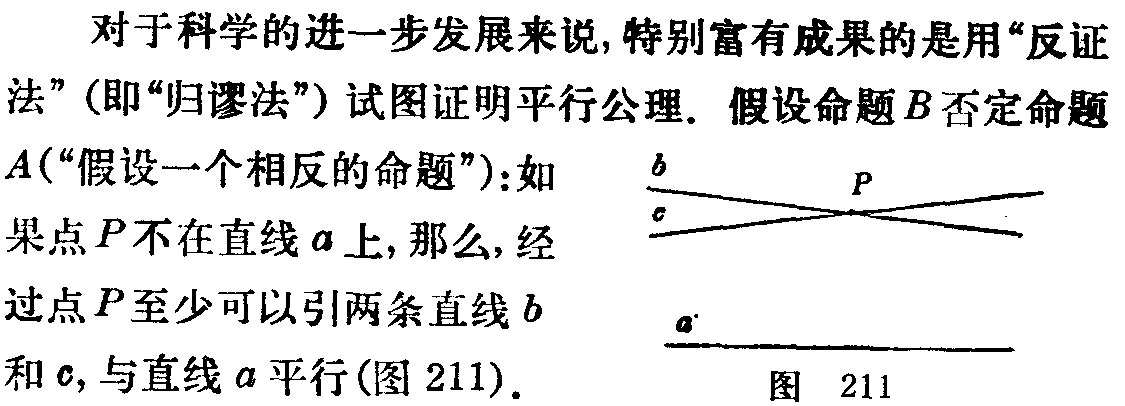 对于科学的进一步发展来说,特别富有成果的是用“反证
法”(即“归谬法”)试图证明平行公理. 假设命题B否定命题
A(“假设一个相反的命题”):如
果点P不在直线a上,那么,经
过点P至少可以引两条直线b
和c,与直线a平行(图 211).
b
P
c
a
图 211